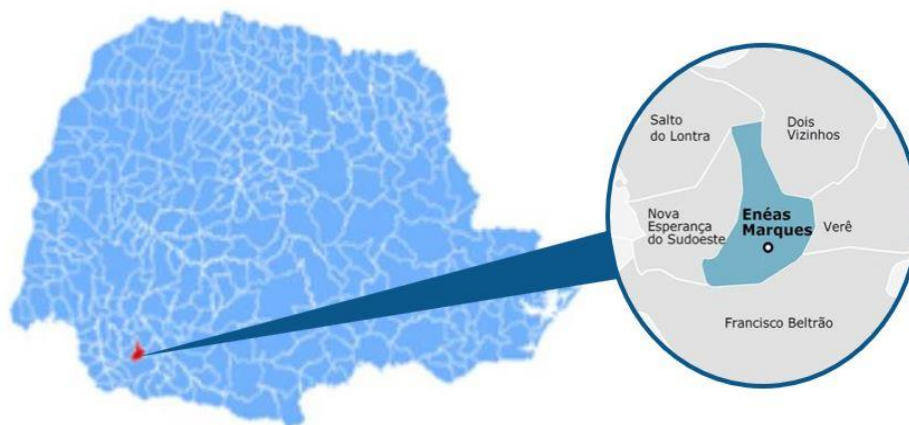 Salto
do Lontra
Dois
Vizinhos
Nova
Esperança
do Sudoeste
Enéas
Marques
Verê
Francisco Beltrão